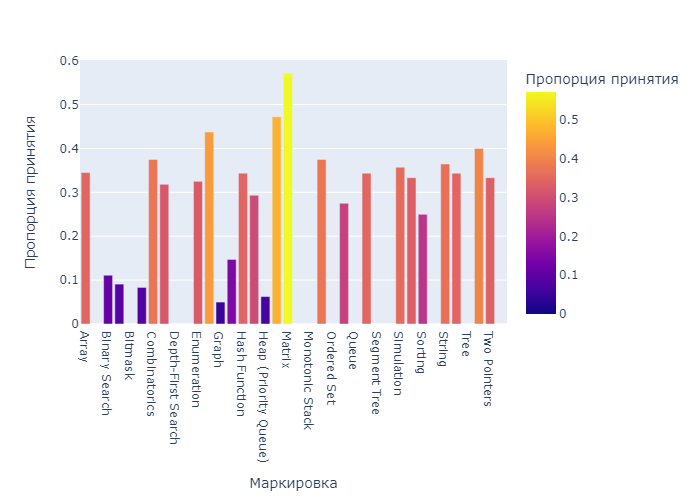 0.6
0.5
0.4
0.3
0.2
0.1
0
Пропорция принятия
Array
Binary Search
Bitmask
Combinatorics
Depth-First Search
Enumeration
Graph
Hash Function
Heap (Priority Queue)
Matrix
Monotonic Stack
Ordered Set
Queue
Segment Tree
Simulation
Sorting
String
Tree
Two Pointers
Маркировка
Пропорция принятия
0.5
0.4
0.3
0.2
0.1
0